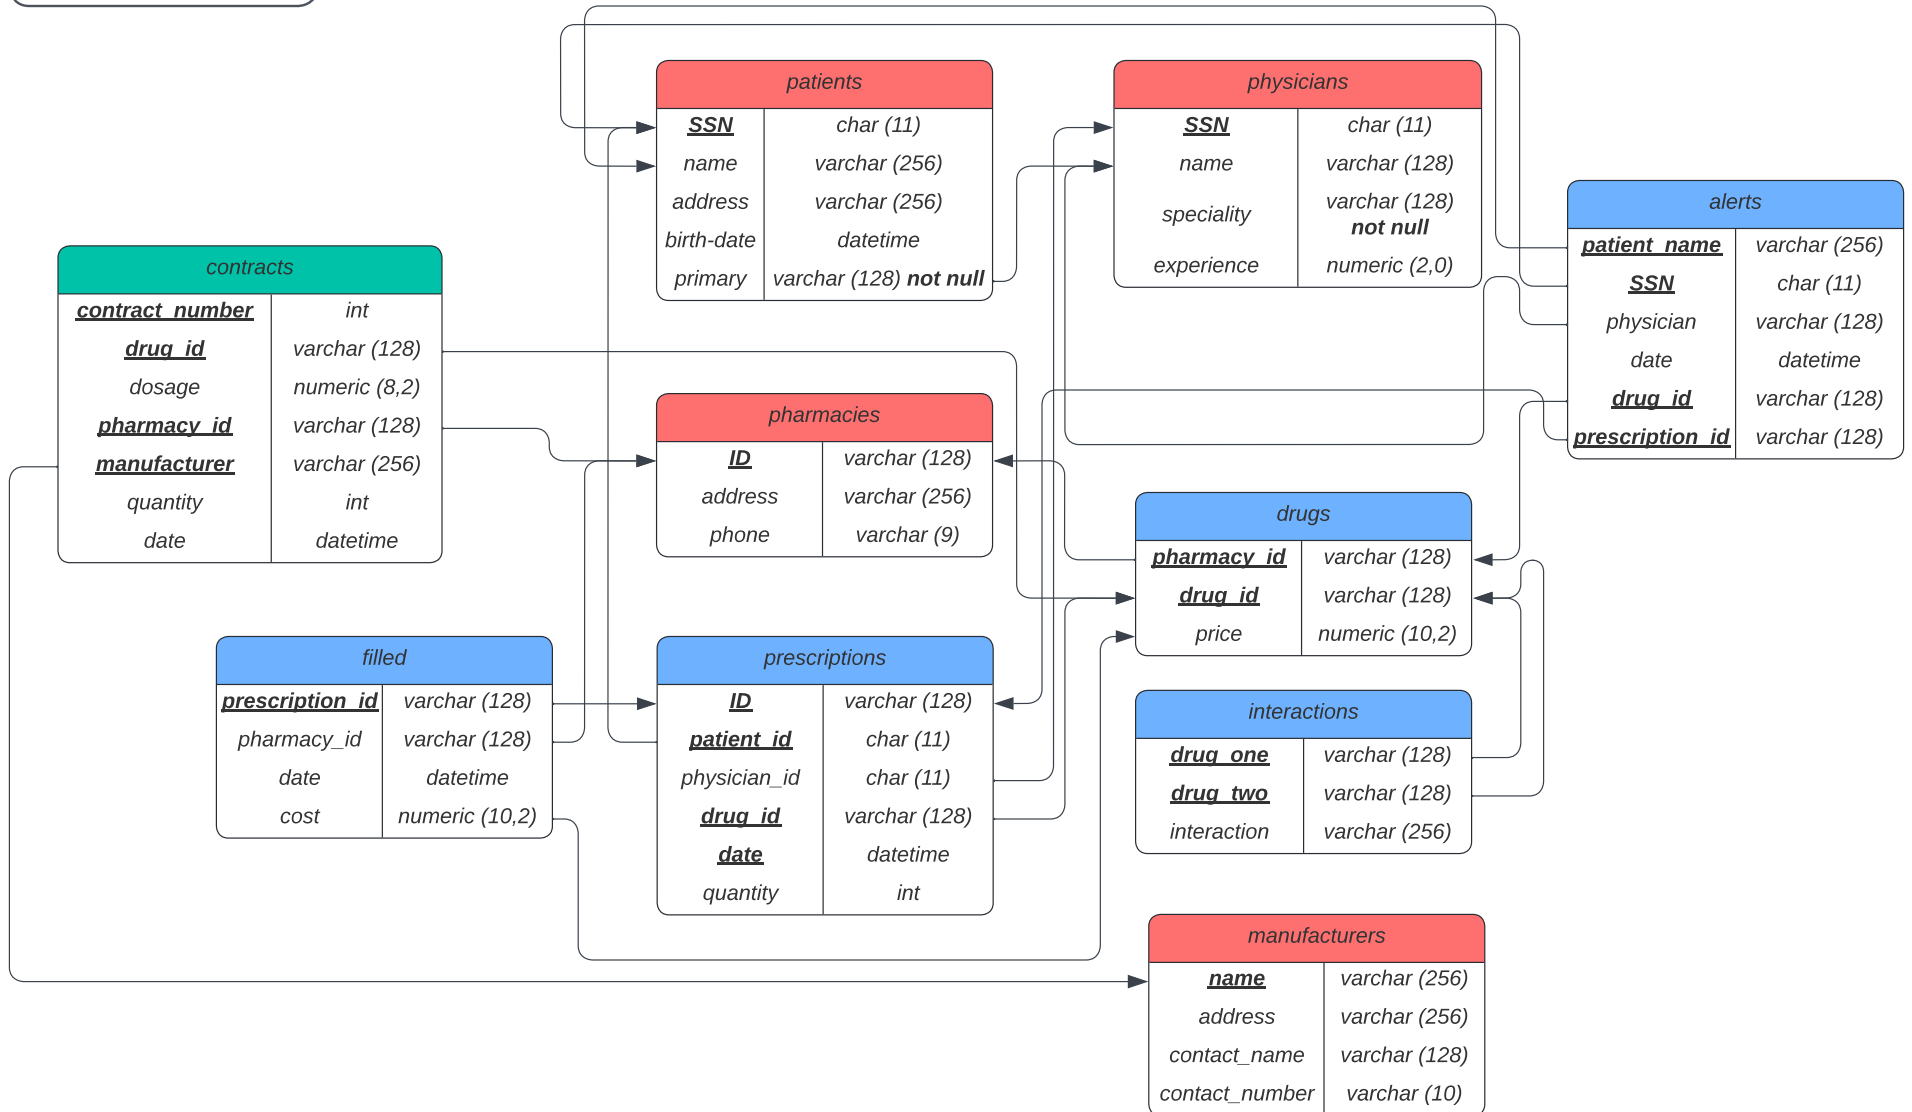 patients
SSN char (11)
name varchar (256)
address varchar (256)
birth-date datetime
primary varchar (128) not null
physicians
SSN char (11)
name varchar (128)
speciality varchar (128)
not null
experience numeric (2,0)
alerts
patient_name varchar (256)
SSN char (11)
physician varchar (128)
date datetime
drug_id varchar (128)
prescription_id varchar (128)
contracts
contract_number int
drug_id varchar (128)
dosage numeric (8,2)
pharmacy_id varchar (128)
manufacturer varchar (256)
quantity int
date datetime
pharmacies
ID varchar (128)
address varchar (256)
phone varchar (9)
drugs
pharmacy_id varchar (128)
drug_id varchar (128)
price numeric (10,2)
filled
prescription_id varchar (128)
pharmacy_id varchar (128)
date datetime
cost numeric (10,2)
prescriptions
ID varchar (128)
patient_id char (11)
physician_id char (11)
drug_id varchar (128)
date datetime
quantity int
interactions
drug_one varchar (128)
drug_two varchar (128)
interaction varchar (256)
manufacturers
name varchar (256)
address varchar (256)
contact_name varchar (128)
contact_number varchar (10)